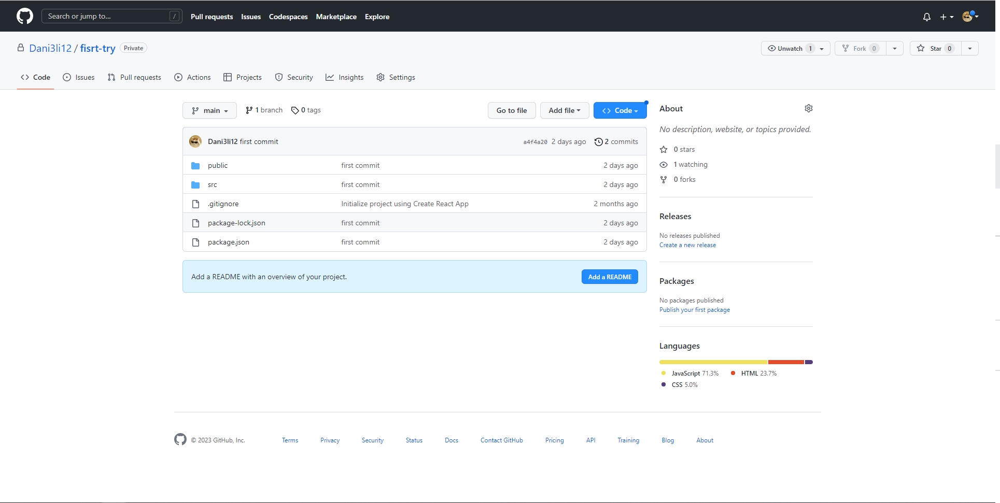 Search or jump to... /
Pull requests Issues Codespaces Marketplace Explore
Dani3li12 / fisrt-try Private
Unwatch 1 Fork 0 Star 0
Code Issues Pull requests Actions Projects Security Insights Settings
main 1 branch 0 tags
Go to file Add file Code
Dani3li12 first commit a4f4a20 2 days ago 2 commits
public first commit 2 days ago
src first commit 2 days ago
.gitignore Initialize project using Create React App 2 months ago
package-lock.json first commit 2 days ago
package.json first commit 2 days ago
Add a README with an overview of your project. Add a README
About
No description, website, or topics provided.
0 stars
1 watching
0 forks
Releases
No releases published
Create a new release
Packages
No packages published
Publish your first package
Languages
JavaScript 71.3% HTML 23.7%
CSS 5.0%
© 2023 GitHub, Inc. Terms Privacy Security Status Docs Contact GitHub Pricing API Training Blog About